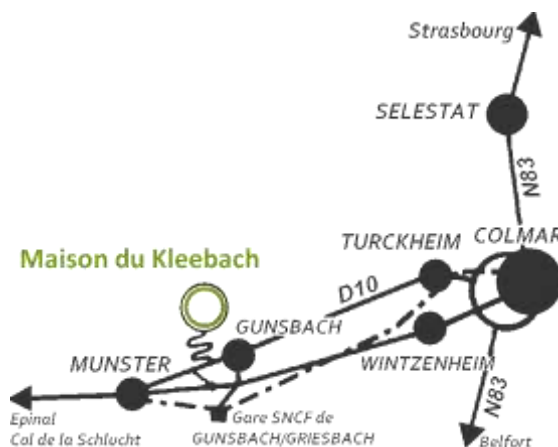 Strasbourg
SELESTAT
N83
TURCKHEIM
COLMAR
Maison du Kleebach
D10
GUNSBACH
MUNSTER
WINTZENHEIM
N83
Epinal
Col de la Schlucht
Gare SNCF de
GUNSBACH/GRIESBACH
Belfort